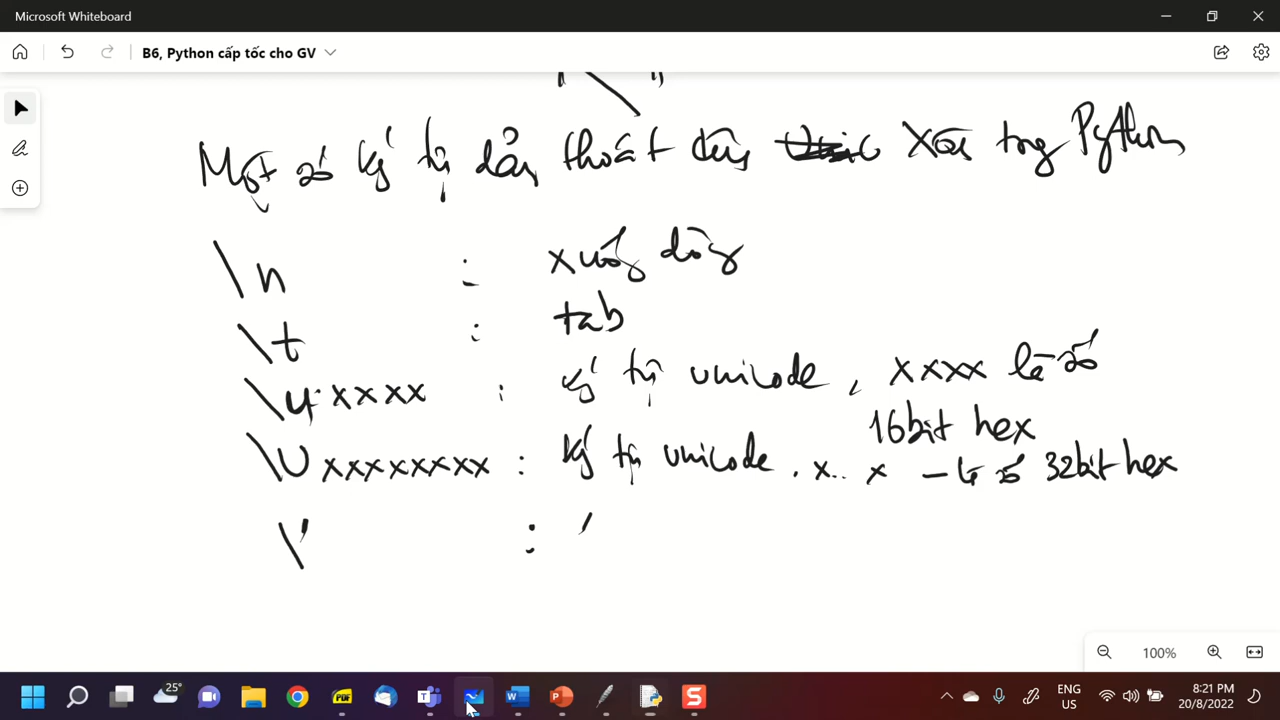 Microsoft Whiteboard
B6, Python cấp tốc cho GV
Một số ký tự dẫn thoát trong Python
\n : xuống dòng
\t : tab
\uxxxx : ký tự unicode, xxxx là số
16bit hex
\Uxxxxxxxx : ký tự unicode. x.. x - là số 32bit hex
\' : '
100%
25°
ENG
US
8:21 PM
20/8/2022